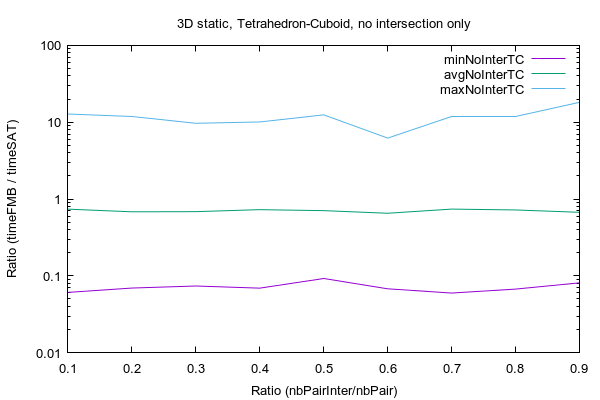 3D static, Tetrahedron-Cuboid, no intersection only
100
10
1
0.1
0.01
Ratio (timeFMB / timeSAT)
minNoInterTC
avgNoInterTC
maxNoInterTC
0.1 0.2 0.3 0.4 0.5 0.6 0.7 0.8 0.9
Ratio (nbPairInter/nbPair)